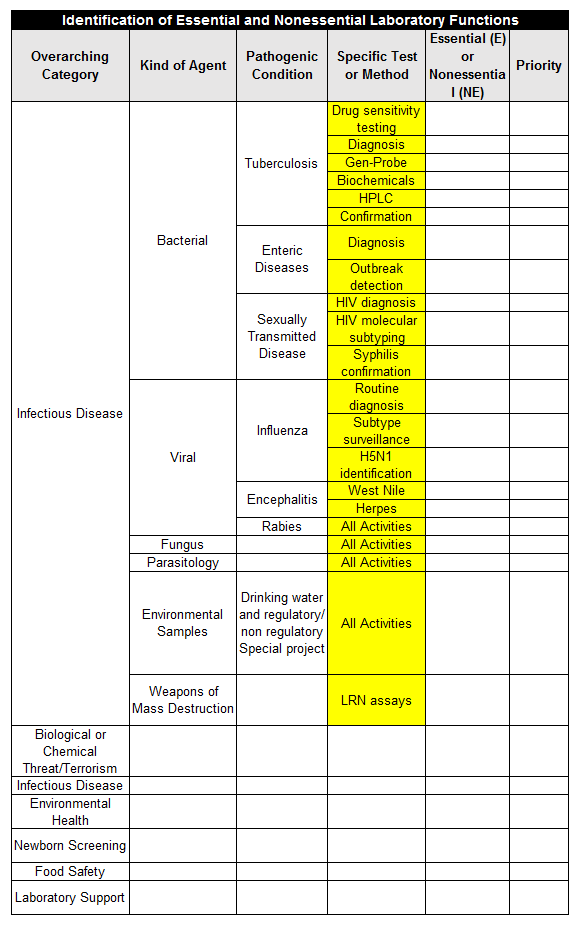 Identification of Essential and Nonessential Laboratory Functions
Overarching
Category
Kind of Agent
Pathogenic
Condition
Specific Test
or Method
Essential (E)
or
Nonessentia
l (NE)
Priority
Infectious Disease
Bacterial
Tuberculosis
Drug sensitivity
testing
Diagnosis
Gen-Probe
Biochemicals
HPLC
Confirmation
Enteric
Diseases
Diagnosis
Outbreak
detection
Sexually
Transmitted
Disease
HIV diagnosis
HIV molecular
subtyping
Syphilis
confirmation
Viral
Influenza
Routine
diagnosis
Subtype
surveillance
H5N1
identification
Encephalitis
West Nile
Herpes
Rabies
All Activities
Fungus
All Activities
Parasitology
All Activities
Environmental
Samples
Drinking water
and regulatory/
non regulatory
Special project
All Activities
Weapons of
Mass Destruction
LRN assays
Biological or
Chemical
Threat/Terrorism
Infectious Disease
Environmental
Health
Newborn Screening
Food Safety
Laboratory Support